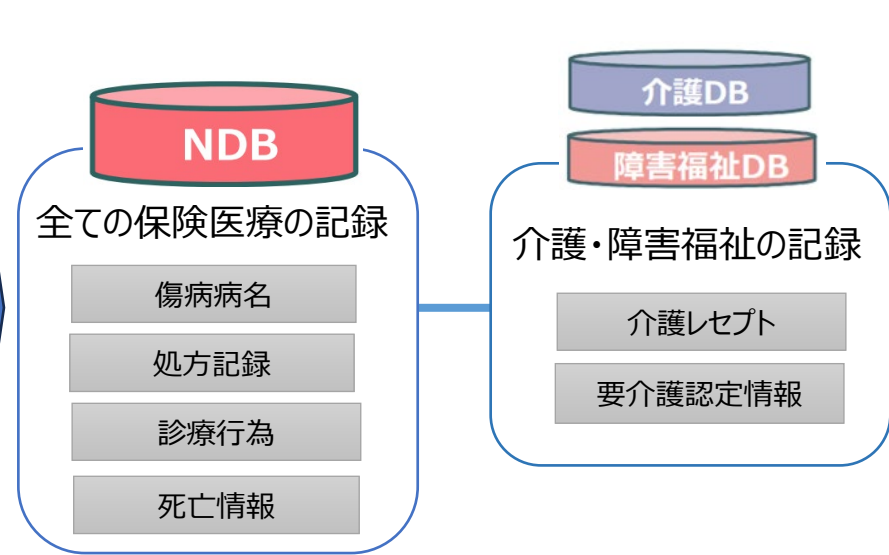 NDB
全ての保険医療の記録
傷病病名
処方記録
診療行為
死亡情報
介護DB
障害福祉DB
介護・障害福祉の記録
介護レセプト
要介護認定情報